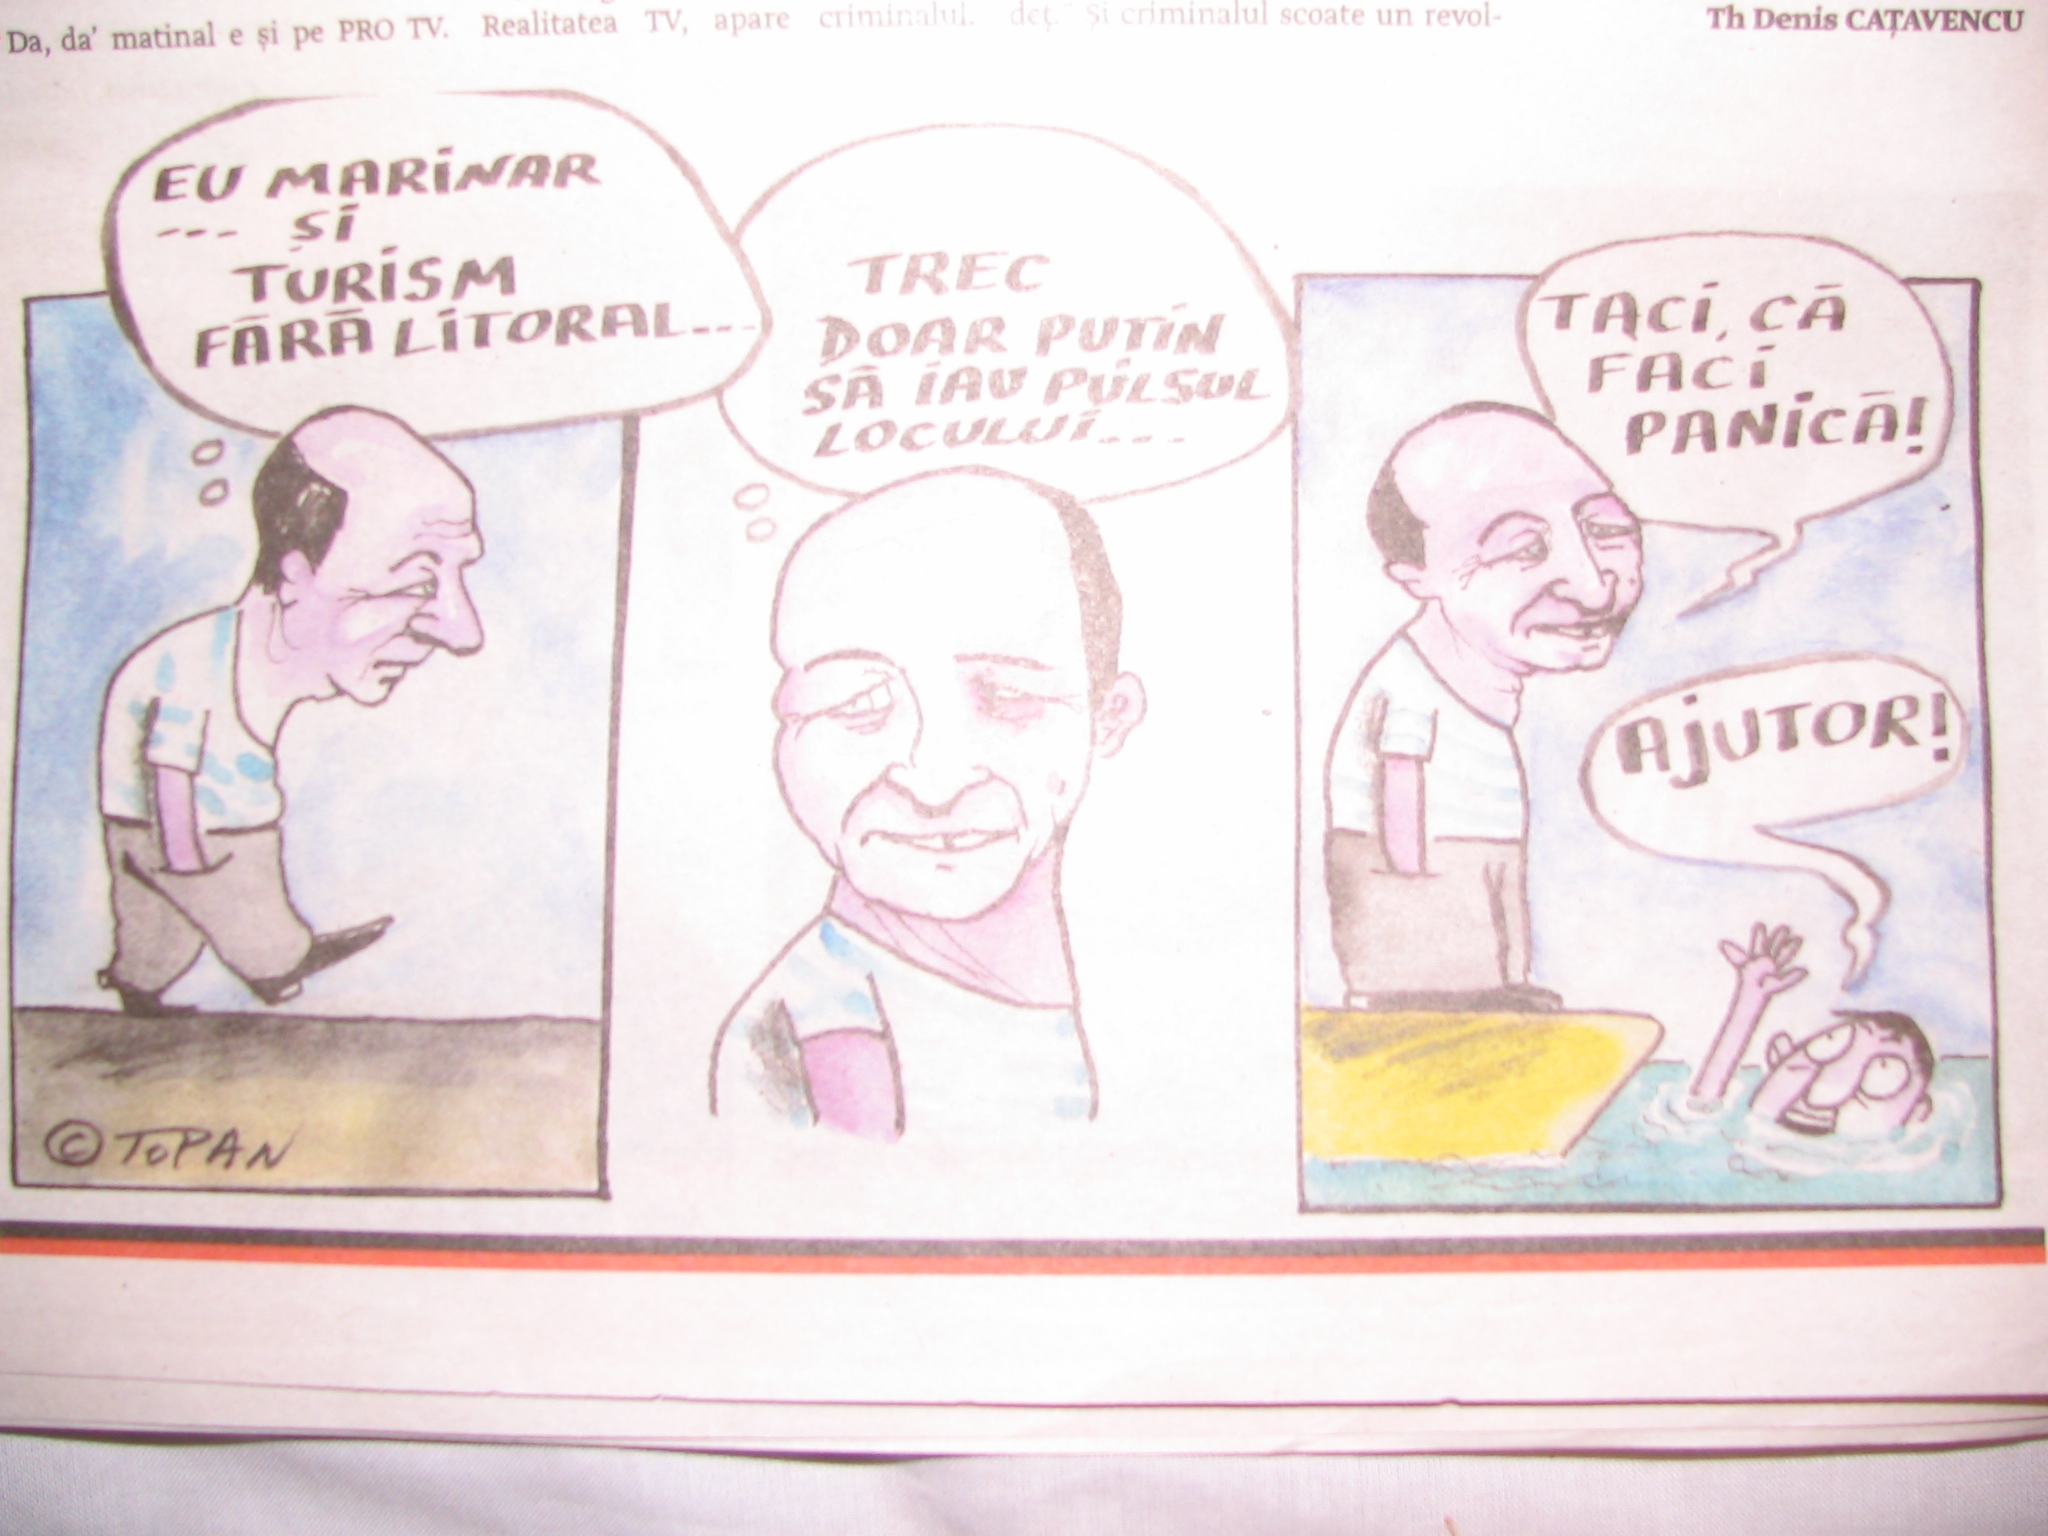 Da, da' matinal e și pe PRO TV.
Realitatea TV, apare criminalul.
deț. Și criminalul scoate un revol-
Th Denis CAȚAVENCU
EU MARINAR
--- ȘI
TURISM
FĂRĂ LITORAL...
TREC
DOAR PUTIN
SĂ IAU PULSUL
LOCULUI...
TACI, CĂ
FACI
PANICĂ!
AJUTOR!
© TOPAN